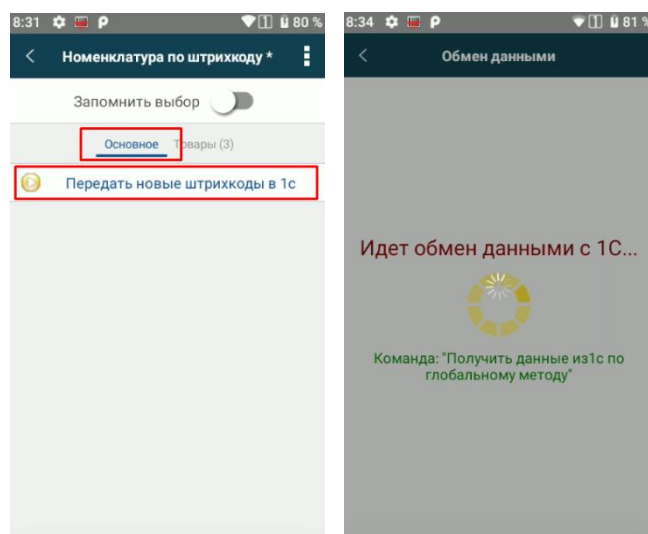 8:31 P 80 %
Номенклатура по штрихкоду *
Запомнить выбор
Основное Товары (3)
Передать новые штрихкоды в 1с
8:34 P 81 %
Обмен данными
Идет обмен данными с 1С...
Команда: "Получить данные из1с по
глобальному методу"